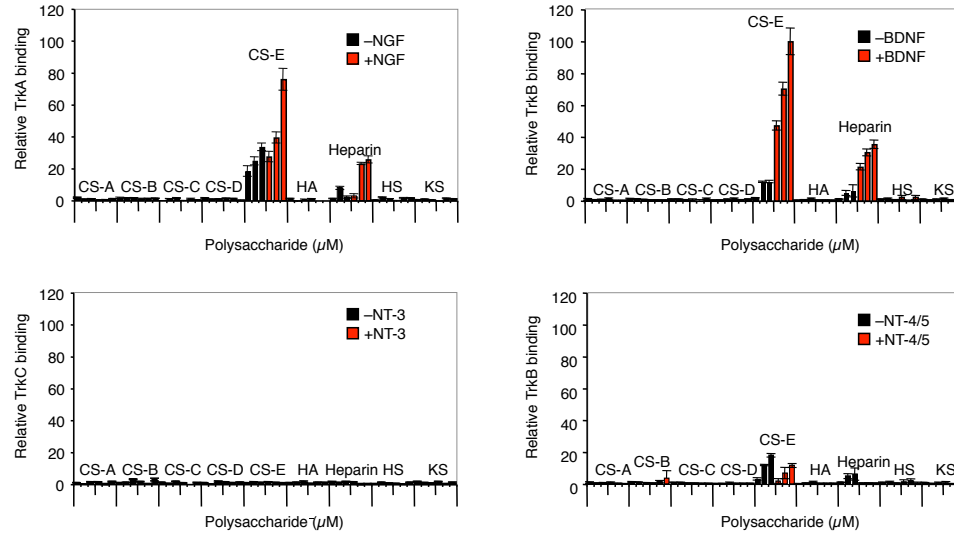 120
100
80
60
40
20
0
Relative TrkA binding
CS-E
–NGF
+NGF
Heparin
CS-A CS-B CS-C CS-D HA HS KS
Polysaccharide (µM)
120
100
80
60
40
20
0
Relative TrkB binding
CS-E
–BDNF
+BDNF
Heparin
CS-A CS-B CS-C CS-D HA HS KS
Polysaccharide (µM)
120
100
80
60
40
20
0
Relative TrkC binding
–NT-3
+NT-3
CS-A CS-B CS-C CS-D CS-E HA Heparin HS KS
Polysaccharide (µM)
120
100
80
60
40
20
0
Relative TrkB binding
–NT-4/5
+NT-4/5
CS-E
CS-A CS-B CS-C CS-D HA Heparin HS KS
Polysaccharide (µM)